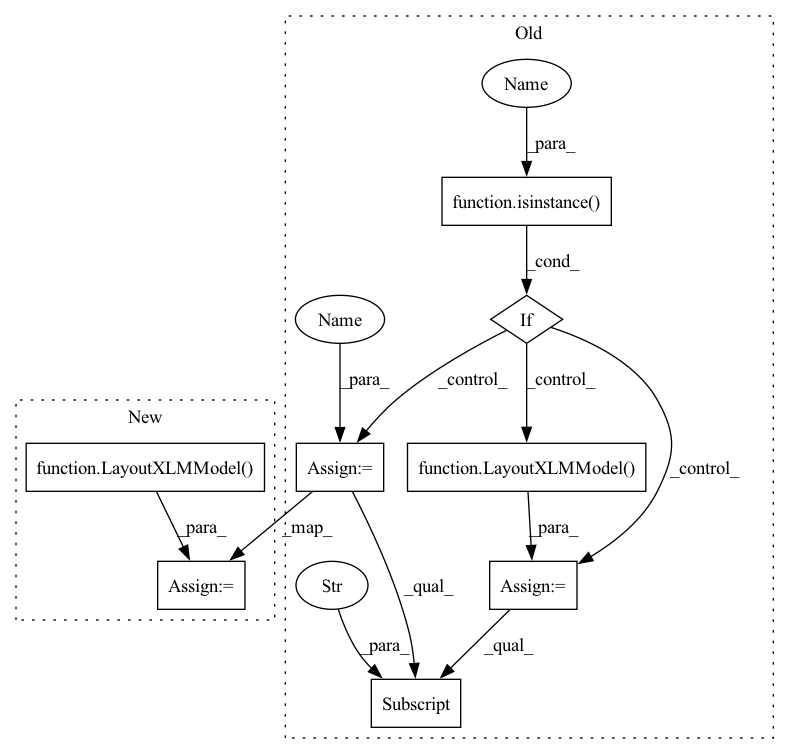 Old
Name
_para_
function.isinstance()
_cond_
Name
If
_para_
_control_
_control_
New
function.LayoutXLMModel()
Assign:=
function.LayoutXLMModel()
_control_
_para_
_map_
_para_
Assign:=
Str
_qual_
Assign:=
_para_
_qual_
Subscript